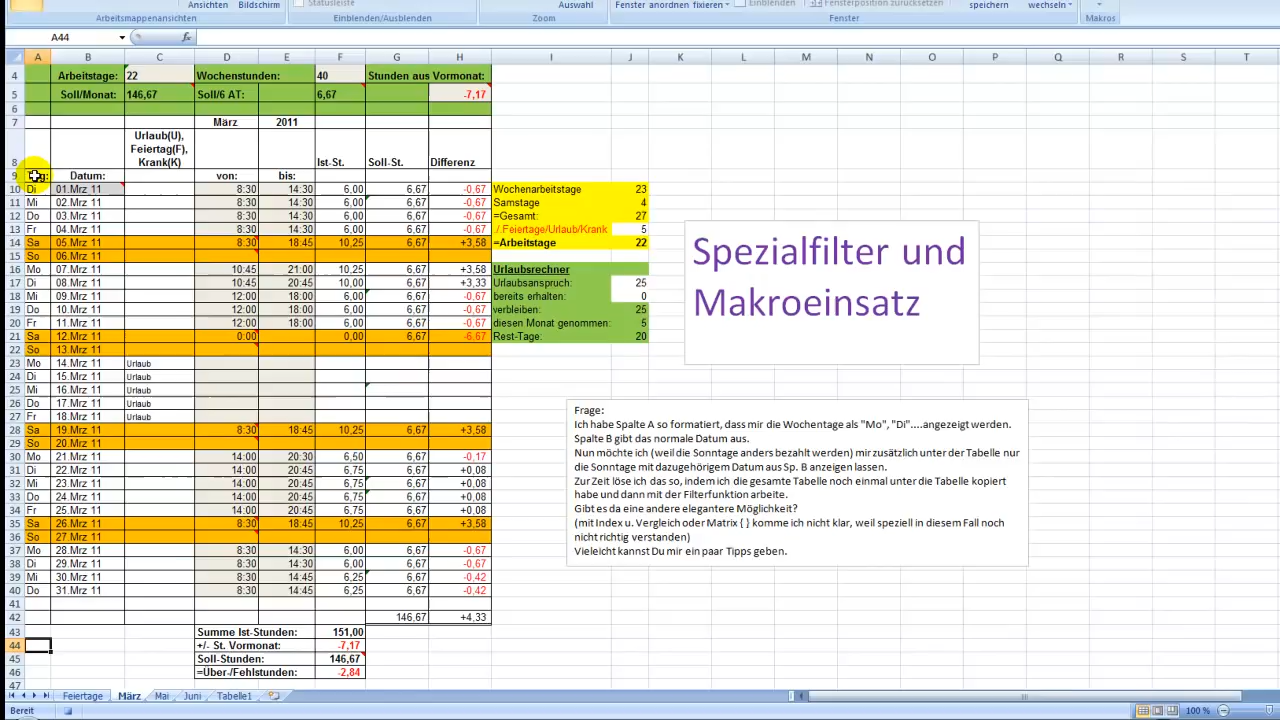 Ansichten Bildschirm Statusleiste Auswahl Fenster anordnen fixieren Einblenden Fensterposition zurücksetzen speichern wechseln
Arbeitsmappenansichten Einblenden/Ausblenden Zoom Fenster Makros
A44 fx
A B C D E F G H I J K L M N O P Q R S T
4 Arbeitstage: 22 Wochenstunden: 40 Stunden aus Vormonat:
5 Soll/Monat: 146,67 Soll/6 AT: 6,67 -7,17
6
7 März 2011
8 Urlaub(U), Feiertag(F), Krank(K) Ist-St. Soll-St. Differenz
9 Datum: von: bis:
10 Di 01.Mrz 11 8:30 14:30 6,00 6,67 -0,67 Wochenarbeitstage 23
11 Mi 02.Mrz 11 8:30 14:30 6,00 6,67 -0,67 Samstage 4
12 Do 03.Mrz 11 8:30 14:30 6,00 6,67 -0,67 =Gesamt: 27
13 Fr 04.Mrz 11 8:30 14:30 6,00 6,67 -0,67 ./.Feiertage/Urlaub/Krank 5
14 Sa 05.Mrz 11 8:30 18:45 10,25 6,67 +3,58 =Arbeitstage 22
15 So 06.Mrz 11
16 Mo 07.Mrz 11 10:45 21:00 10,25 6,67 +3,58 Urlaubsrechner
17 Di 08.Mrz 11 10:45 20:45 10,00 6,67 +3,33 Urlaubsanspruch: 25
18 Mi 09.Mrz 11 12:00 18:00 6,00 6,67 -0,67 bereits erhalten: 0
19 Do 10.Mrz 11 12:00 18:00 6,00 6,67 -0,67 verbleiben: 25
20 Fr 11.Mrz 11 12:00 18:00 6,00 6,67 -0,67 diesen Monat genommen: 5
21 Sa 12.Mrz 11 0:00 0,00 6,67 -6,67 Rest-Tage: 20
22 So 13.Mrz 11
23 Mo 14.Mrz 11 Urlaub
24 Di 15.Mrz 11 Urlaub
25 Mi 16.Mrz 11 Urlaub
26 Do 17.Mrz 11 Urlaub
27 Fr 18.Mrz 11 Urlaub
28 Sa 19.Mrz 11 8:30 18:45 10,25 6,67 +3,58
29 So 20.Mrz 11
30 Mo 21.Mrz 11 14:00 20:30 6,50 6,67 -0,17
31 Di 22.Mrz 11 14:00 20:45 6,75 6,67 +0,08
32 Mi 23.Mrz 11 14:00 20:45 6,75 6,67 +0,08
33 Do 24.Mrz 11 14:00 20:45 6,75 6,67 +0,08
34 Fr 25.Mrz 11 14:00 20:45 6,75 6,67 +0,08
35 Sa 26.Mrz 11 8:30 18:45 10,25 6,67 +3,58
36 So 27.Mrz 11
37 Mo 28.Mrz 11 8:30 14:30 6,00 6,67 -0,67
38 Di 29.Mrz 11 8:30 14:30 6,00 6,67 -0,67
39 Mi 30.Mrz 11 8:30 14:45 6,25 6,67 -0,42
40 Do 31.Mrz 11 8:30 14:45 6,25 6,67 -0,42
41
42 146,67 +4,33
43 Summe Ist-Stunden: 151,00
44 +/- St. Vormonat: -7,17
45 Soll-Stunden: 146,67
46 =Über-/Fehlstunden: -2,84
47
Spezialfilter und
Makroeinsatz
Frage:
Ich habe Spalte A so formatiert, dass mir die Wochentage als "Mo", "Di"....angezeigt werden.
Spalte B gibt das normale Datum aus.
Nun möchte ich (weil die Sonntage anders bezahlt werden) mir zusätzlich unter der Tabelle nur
die Sonntage mit dazugehörigem Datum aus Sp. B anzeigen lassen.
Zur Zeit löse ich das so, indem ich die gesamte Tabelle noch einmal unter die Tabelle kopiert
habe und dann mit der Filterfunktion arbeite.
Gibt es da eine andere elegantere Möglichkeit?
(mit Index u. Vergleich oder Matrix { } komme ich nicht klar, weil speziell in diesem Fall noch
nicht richtig verstanden)
Vieleicht kannst Du mir ein paar Tipps geben.
Feiertage März Mai Juni Tabelle1
Bereit 100 %